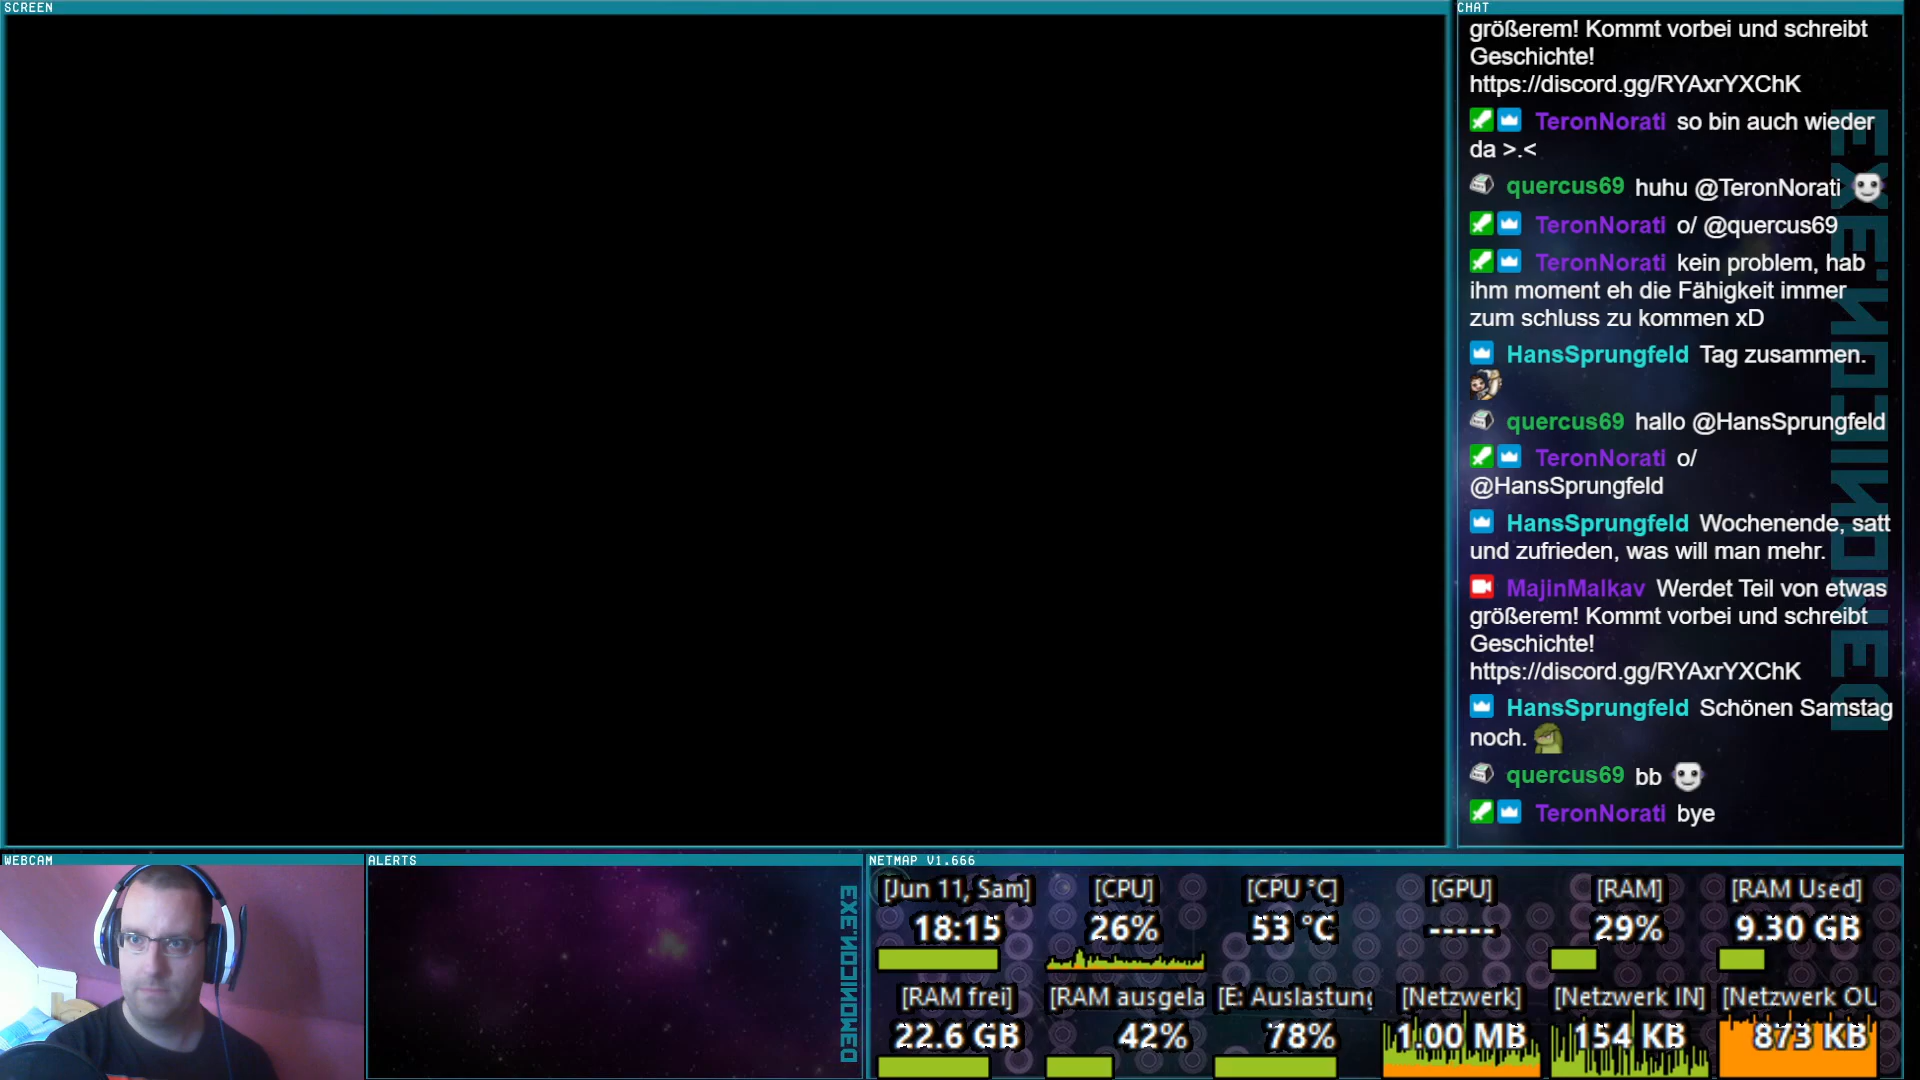 SCREEN
CHAT
größerem! Kommt vorbei und schreibt
Geschichte!
https://discord.gg/RYAxrYXChK
TeronNorati so bin auch wieder
da >.<
quercus69 huhu @TeronNorati
TeronNorati o/ @quercus69
TeronNorati kein problem, hab
ihm moment eh die Fähigkeit immer
zum schluss zu kommen xD
HansSprungfeld Tag zusammen.
quercus69 hallo @HansSprungfeld
TeronNorati o/
@HansSprungfeld
HansSprungfeld Wochenende, satt
und zufrieden, was will man mehr.
MajinMalkav Werdet Teil von etwas
größerem! Kommt vorbei und schreibt
Geschichte!
https://discord.gg/RYAxrYXChK
HansSprungfeld Schönen Samstag
noch.
quercus69 bb
TeronNorati bye
WEBCAM
ALERTS
NETMAP V1.666
[Jun 11, Sam] [CPU] [CPU °C] [GPU] [RAM] [RAM Used]
18:15 26% 53 °C ----- 29% 9.30 GB
[RAM frei] [RAM ausgela [E: Auslastung [Netzwerk] [Netzwerk IN] [Netzwerk OU
22.6 GB 42% 78% 1.00 MB 154 KB 873 KB